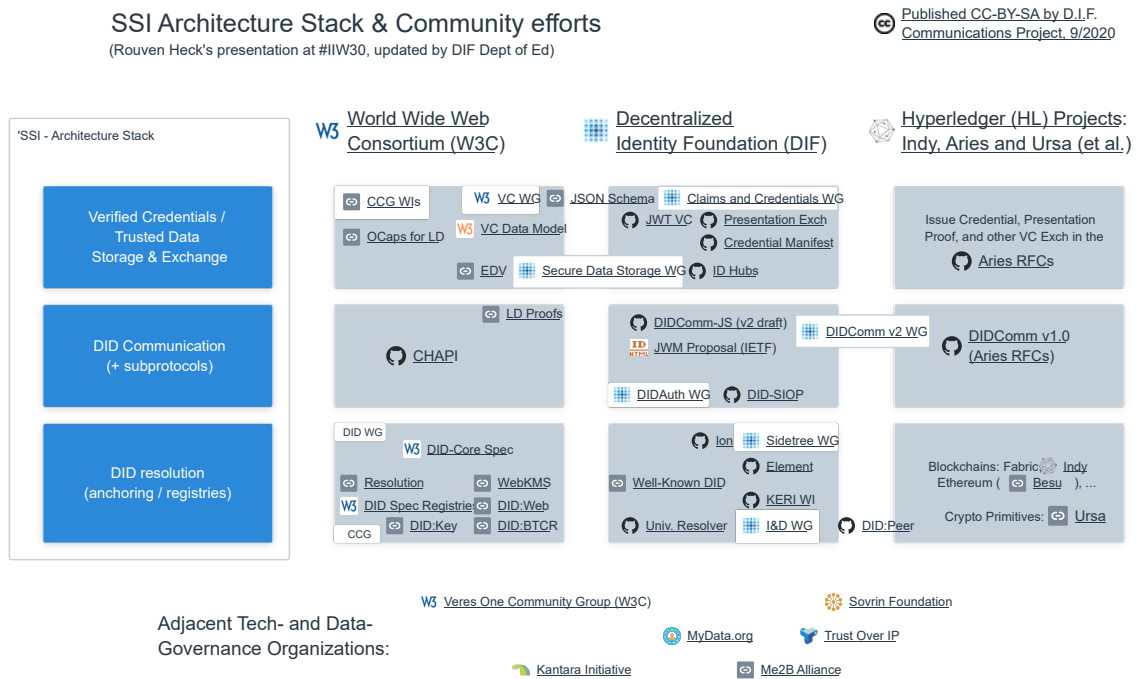 SSI Architecture Stack & Community efforts
(Rouven Heck's presentation at #IIW30, updated by DIF Dept of Ed)
Published CC-BY-SA by D.I.F.
Communications Project, 9/2020
'SSI - Architecture Stack
World Wide Web
Consortium (W3C)
Decentralized
Identity Foundation (DIF)
Hyperledger (HL) Projects:
Indy, Aries and Ursa (et al.)
Verified Credentials /
Trusted Data
Storage & Exchange
CCG WIs
VC WG
JSON Schema
OCaps for LD
VC Data Model
EDV
Secure Data Storage WG
Claims and Credentials WG
JWT VC
Presentation Exch
Credential Manifest
ID Hubs
Issue Credential, Presentation
Proof, and other VC Exch in the
Aries RFCs
DID Communication
(+ subprotocols)
LD Proofs
CHAPI
DIDComm-JS (v2 draft)
JWM Proposal (IETF)
DIDComm v2 WG
DIDAuth WG
DID-SIOP
DIDComm v1.0
(Aries RFCs)
DID resolution
(anchoring / registries)
DID WG
DID-Core Spec
Resolution
WebKMS
DID Spec Registries
DID:Web
DID:Key
DID:BTCR
CCG
Ion
Sidetree WG
Element
Well-Known DID
KERI WI
Univ. Resolver
I&D WG
DID:Peer
Blockchains: Fabric, Indy
Ethereum ( Besu ), ...
Crypto Primitives: Ursa
Adjacent Tech- and Data-
Governance Organizations:
Veres One Community Group (W3C)
Sovrin Foundation
MyData.org
Trust Over IP
Kantara Initiative
Me2B Alliance